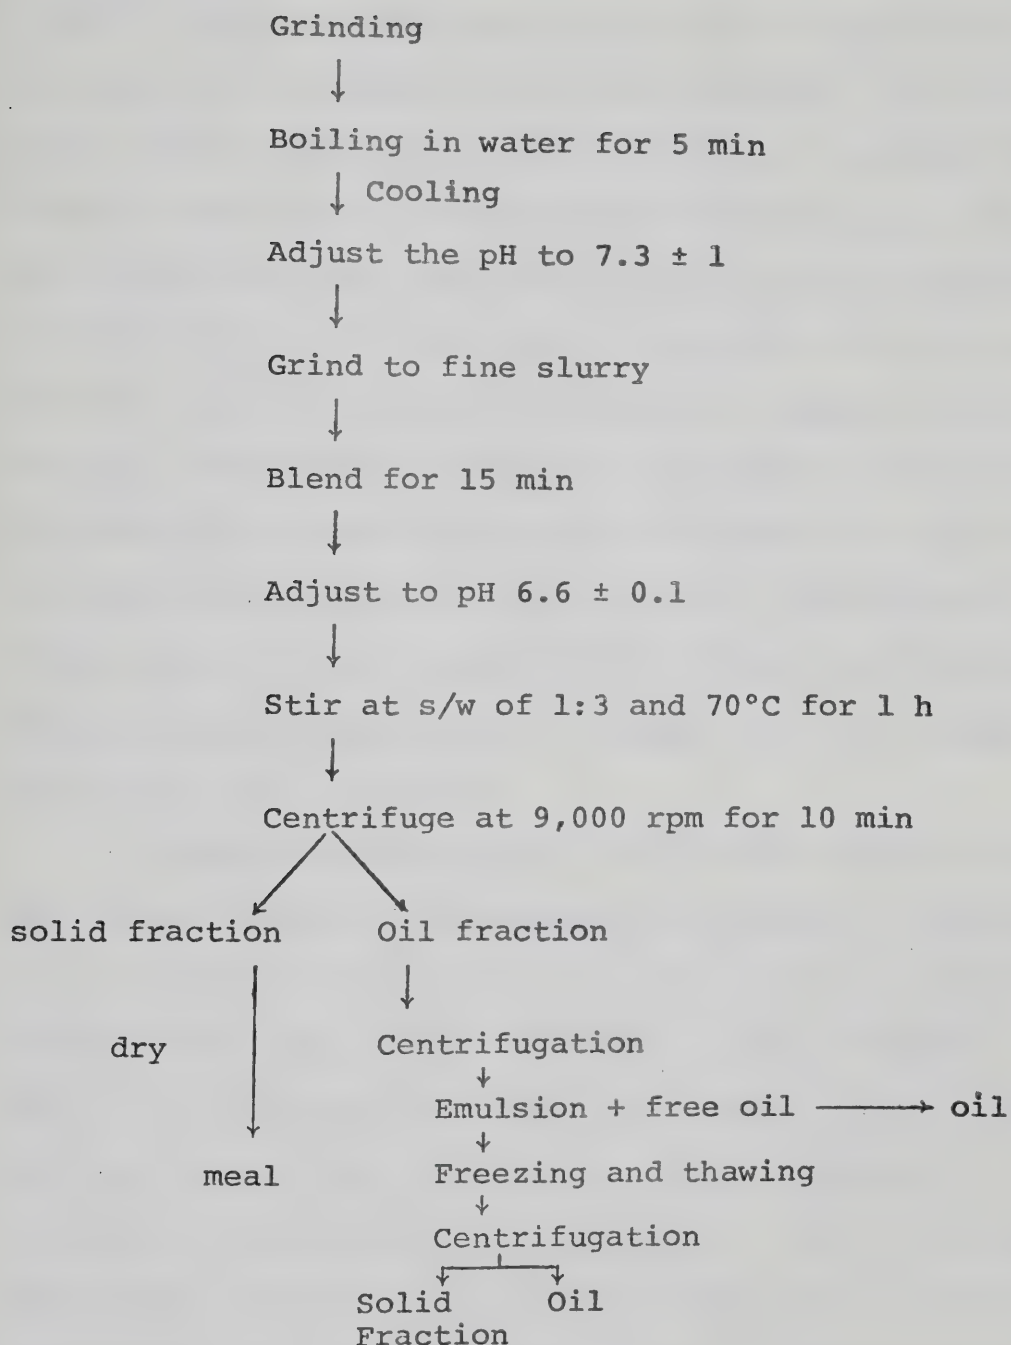 Grinding
Boiling in water for 5 min
Cooling
Adjust the pH to 7.3 ± 1
Grind to fine slurry
Blend for 15 min
Adjust to pH 6.6 ± 0.1
Stir at s/w of 1:3 and 70°C for 1 h
Centrifuge at 9,000 rpm for 10 min
solid fraction Oil fraction
dry Centrifugation
Emulsion + free oil oil
meal Freezing and thawing
Centrifugation
Solid Oil
Fraction